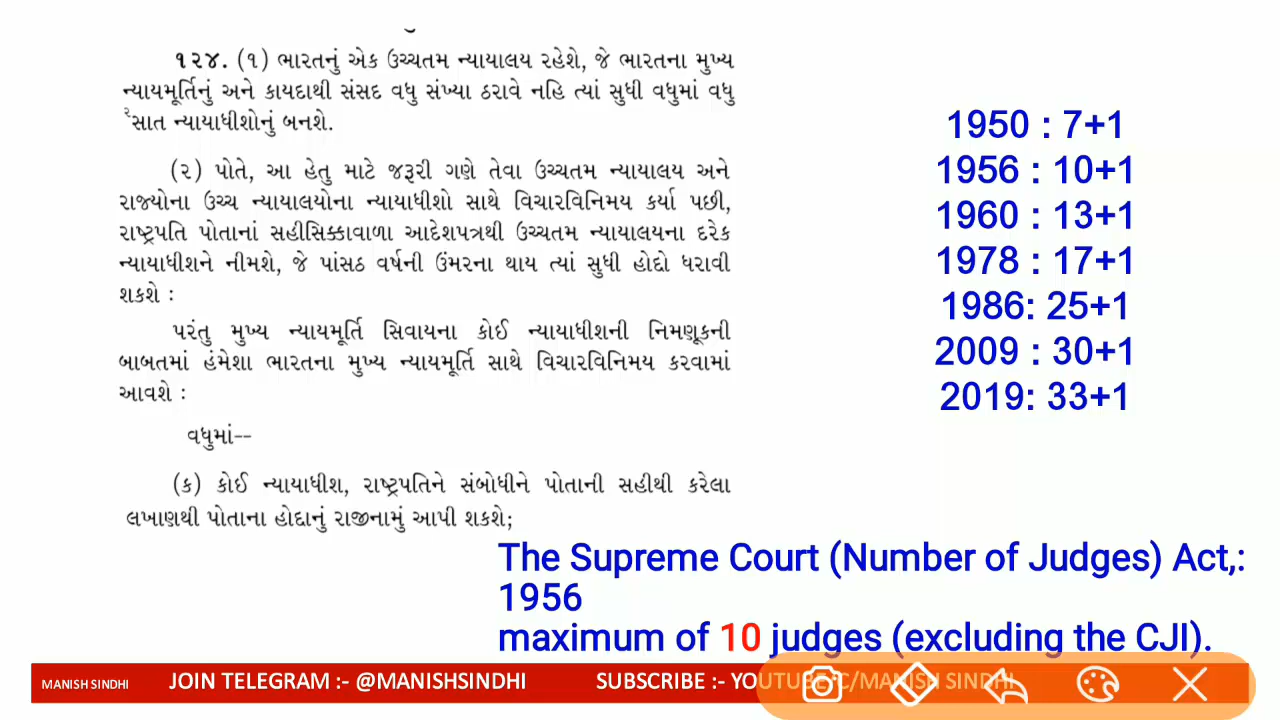 ૧૨૪. (૧) ભારતનું એક ઉચ્ચતમ ન્યાયાલય રહેશે, જે ભારતના મુખ્ય
ન્યાયમૂર્તિનું અને કાયદાથી સંસદ વધુ સંખ્યા ઠરાવે નહિ ત્યાં સુધી વધુમાં વધુ
૨સાત ન્યાયાધીશોનું બનશે.
(૨) પોતે, આ હેતુ માટે જરૂરી ગણે તેવા ઉચ્ચતમ ન્યાયાલય અને
રાજ્યોના ઉચ્ચ ન્યાયાલયોના ન્યાયાધીશો સાથે વિચારવિનિમય કર્યા પછી,
રાષ્ટ્રપતિ પોતાનાં સહીસિક્કાવાળા આદેશપત્રથી ઉચ્ચતમ ન્યાયાલયના દરેક
ન્યાયાધીશને નીમશે, જે પાંસઠ વર્ષની ઉંમરના થાય ત્યાં સુધી હોદો ધરાવી
શકશે :
પરંતુ મુખ્ય ન્યાયમૂર્તિ સિવાયના કોઈ ન્યાયાધીશની નિમણૂકની
બાબતમાં હંમેશા ભારતના મુખ્ય ન્યાયમૂર્તિ સાથે વિચારવિનિમય કરવામાં
આવશે :
વધુમાં--
(ક) કોઈ ન્યાયાધીશ, રાષ્ટ્રપતિને સંબોધીને પોતાની સહીથી કરેલા
લખાણથી પોતાના હોદ્દાનું રાજીનામું આપી શકશે;
1950 : 7+1
1956 : 10+1
1960 : 13+1
1978 : 17+1
1986: 25+1
2009 : 30+1
2019: 33+1
The Supreme Court (Number of Judges) Act,:
1956
maximum of 10 judges (excluding the CJI).
MANISH SINDHI JOIN TELEGRAM :- @MANISHSINDHI SUBSCRIBE :- YOUTUBE/C/MANISH SINDHI